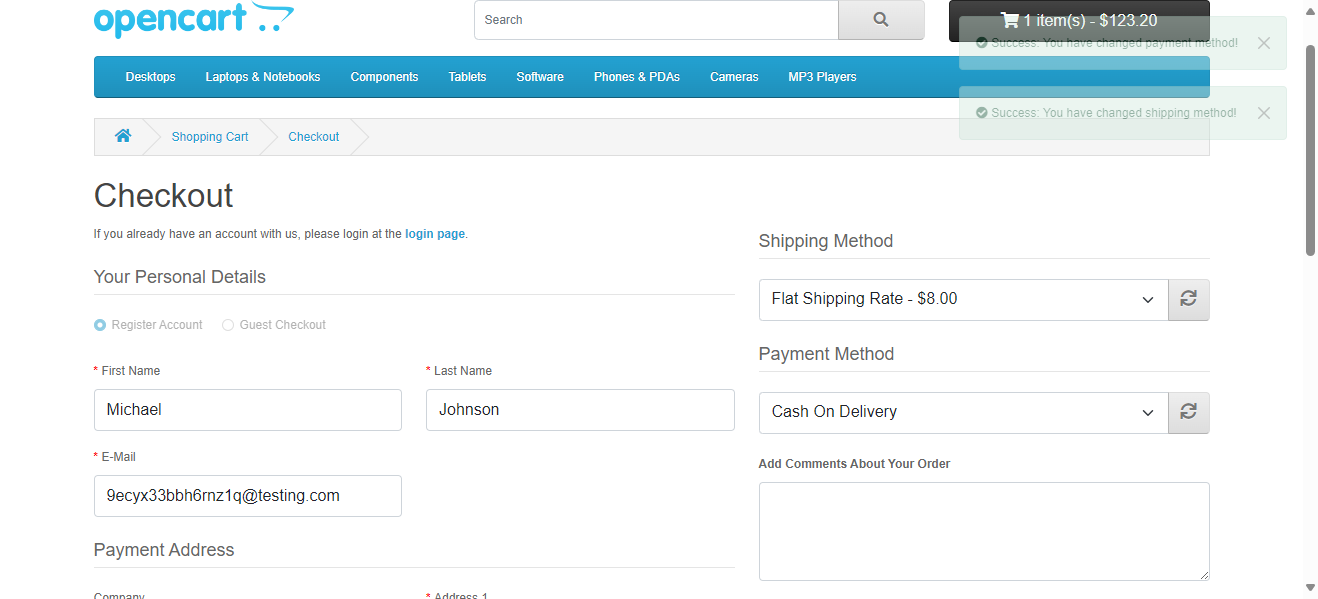 opencart
Search
1 item(s) - $123.20
Success: You have changed payment method!
Desktops
Laptops & Notebooks
Components
Tablets
Software
Phones & PDAs
Cameras
MP3 Players
Success: You have changed shipping method!
Shopping Cart
Checkout
Checkout
If you already have an account with us, please login at the login page.
Your Personal Details
Register Account
Guest Checkout
* First Name
* Last Name
Michael
Johnson
* E-Mail
9ecyx33bbh6rnz1q@testing.com
Payment Address
Company
* Address 1
Shipping Method
Flat Shipping Rate - $8.00
Payment Method
Cash On Delivery
Add Comments About Your Order